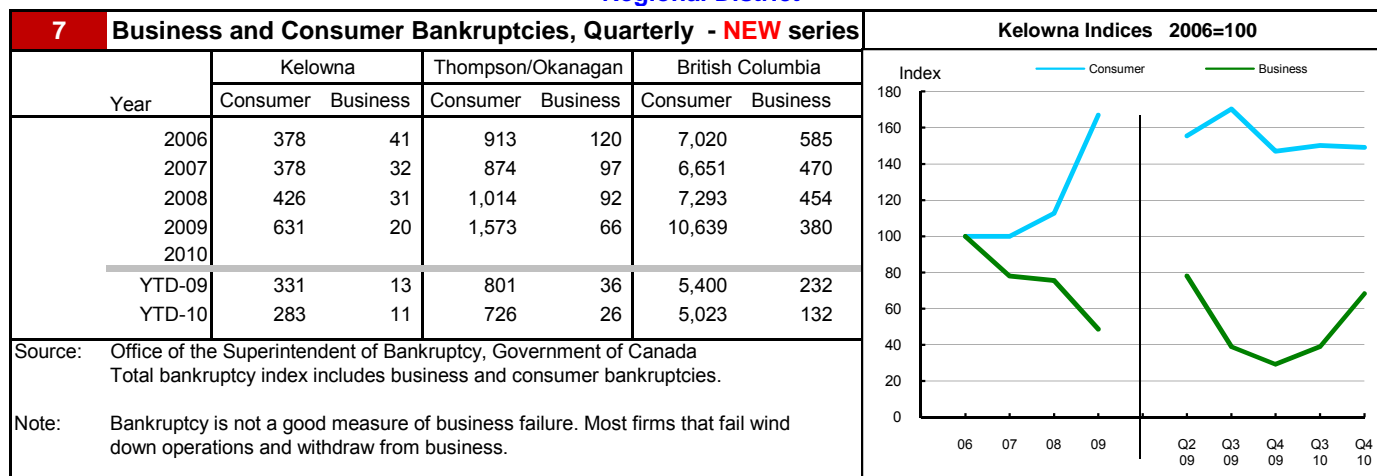 Regional District
7 Business and Consumer Bankruptcies, Quarterly - NEW series
Kelowna Thompson/Okanagan British Columbia
Year Consumer Business Consumer Business Consumer Business
2006 378 41 913 120 7,020 585
2007 378 32 874 97 6,651 470
2008 426 31 1,014 92 7,293 454
2009 631 20 1,573 66 10,639 380
2010
YTD-09 331 13 801 36 5,400 232
YTD-10 283 11 726 26 5,023 132
Source: Office of the Superintendent of Bankruptcy, Government of Canada
Total bankruptcy index includes business and consumer bankruptcies.
Note: Bankruptcy is not a good measure of business failure. Most firms that fail wind
down operations and withdraw from business.
Kelowna Indices 2006=100
Index Consumer Business
180
160
140
120
100
80
60
40
20
0
06 07 08 09 Q2 Q3 Q4 Q3 Q4
09 09 09 10 10